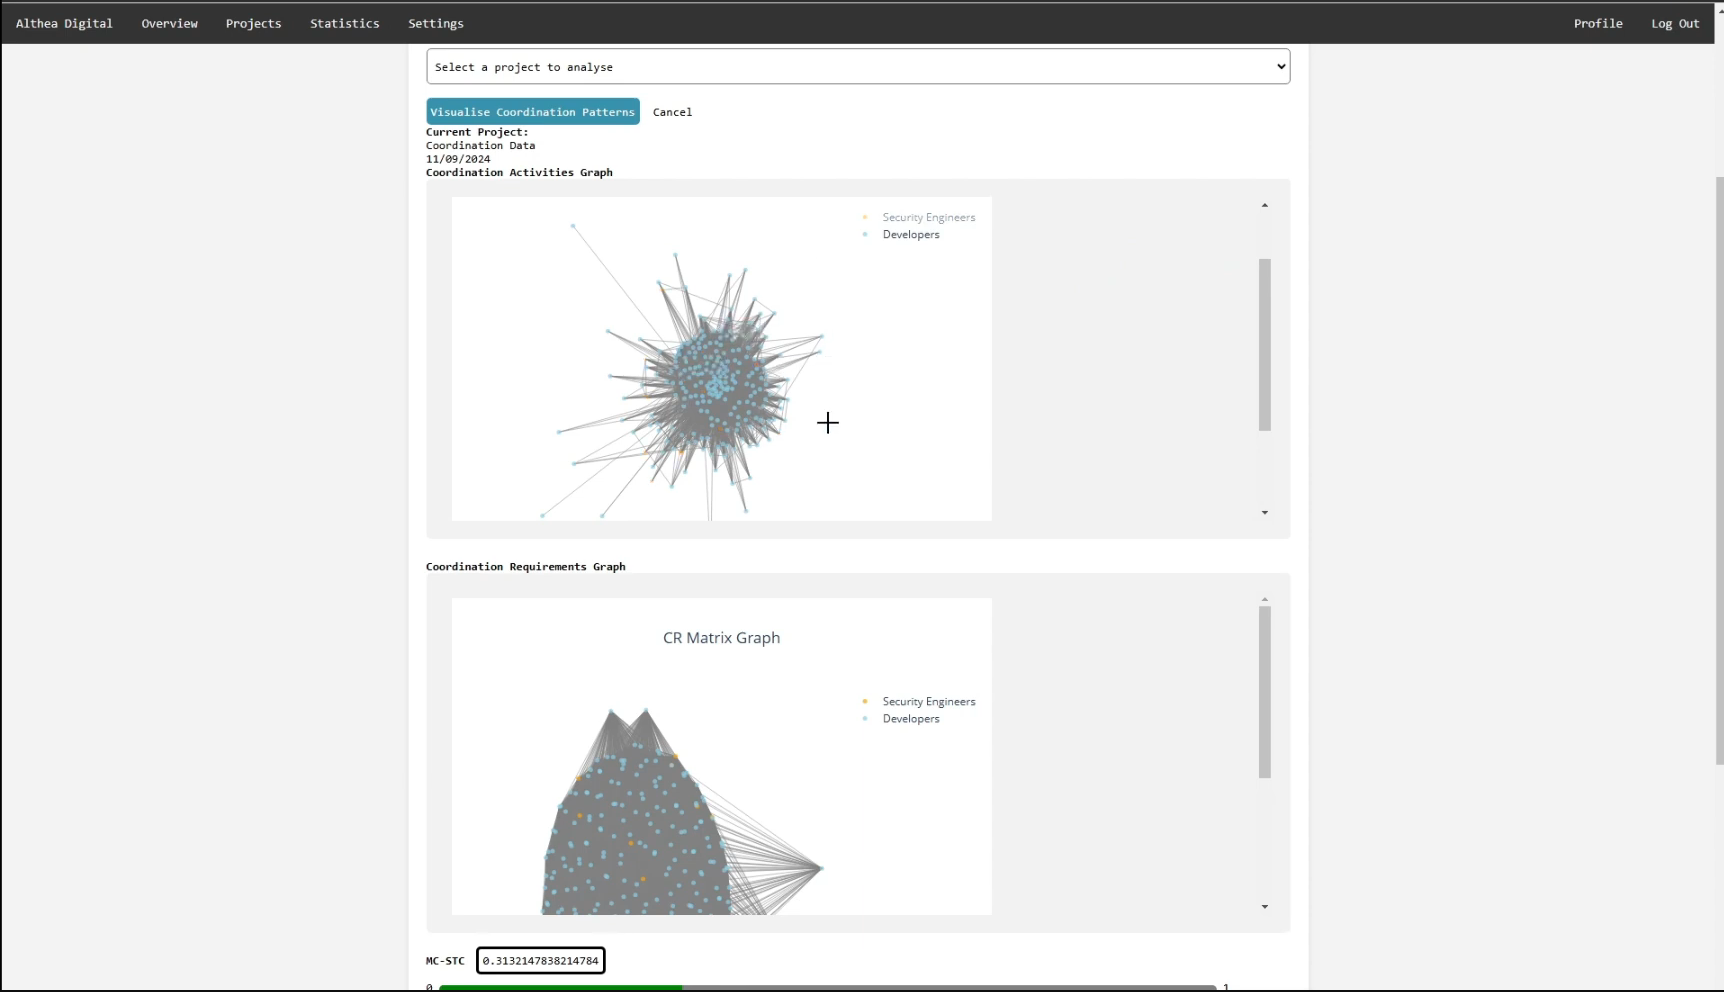 Althea Digital Overview Projects Statistics Settings Profile Log Out
Select a project to analyse
Visualise Coordination Patterns Cancel
Current Project:
Coordination Data
11/09/2024
Coordination Activities Graph
Security Engineers
Developers
Coordination Requirements Graph
CR Matrix Graph
Security Engineers
Developers
MC-STC 0.3132147838214784
0 1